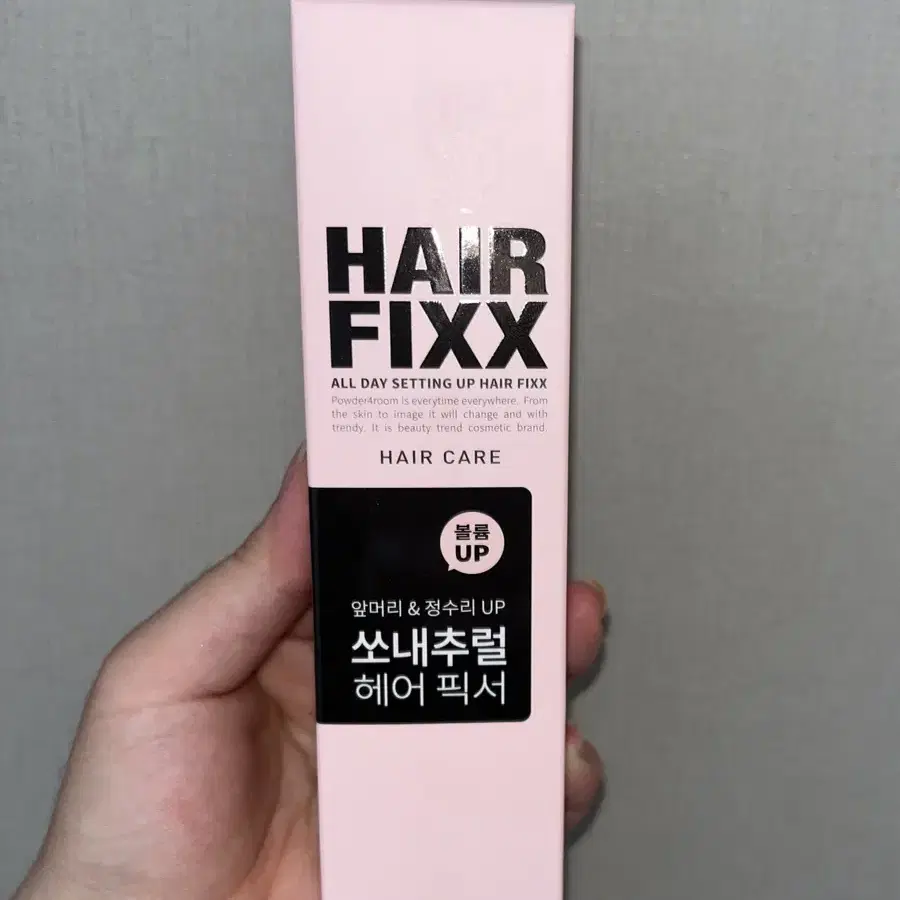 HAIR
FIXX
ALL DAY SETTING UP HAIR FIXX
Powder4room is everytime everywhere. From
the skin to image it will change and with
trendy. It is beauty trend cosmetic brand.
HAIR CARE
볼륨
UP
앞머리 & 정수리 UP
쏘내추럴
헤어 픽서